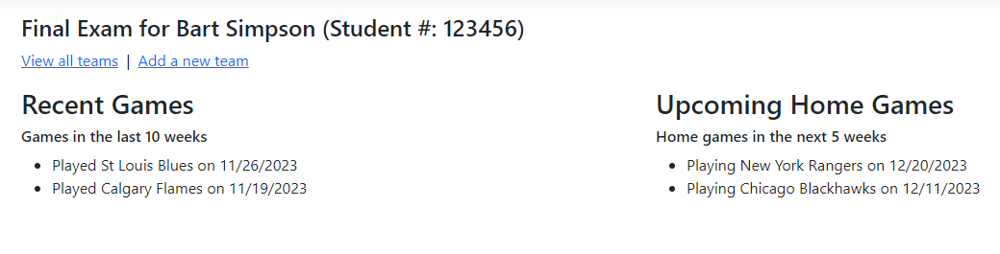 Final Exam for Bart Simpson (Student #: 123456)
View all teams | Add a new team
Recent Games
Games in the last 10 weeks
Played St Louis Blues on 11/26/2023
Played Calgary Flames on 11/19/2023
Upcoming Home Games
Home games in the next 5 weeks
Playing New York Rangers on 12/20/2023
Playing Chicago Blackhawks on 12/11/2023